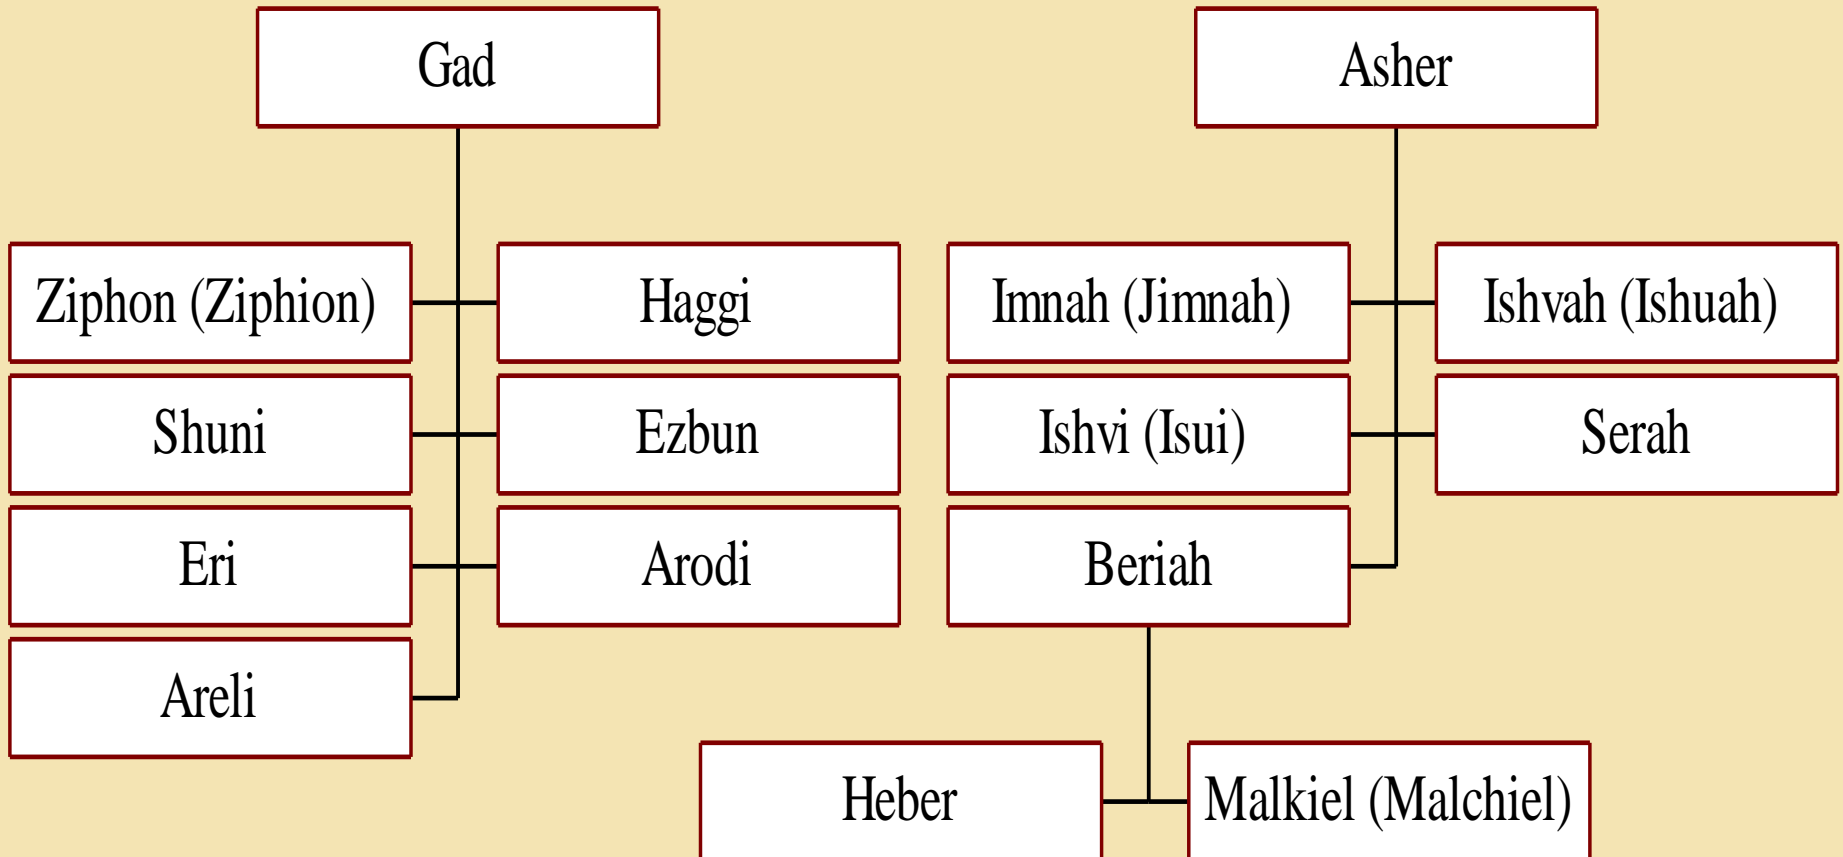 Gad
Asher
Ziphon (Ziphion)
Haggi
Imnah (Jimnah)
Ishvah (Ishuah)
Shuni
Ezbun
Ishvi (Isui)
Serah
Eri
Arodi
Beriah
Areli
Heber
Malkiel (Malchiel)